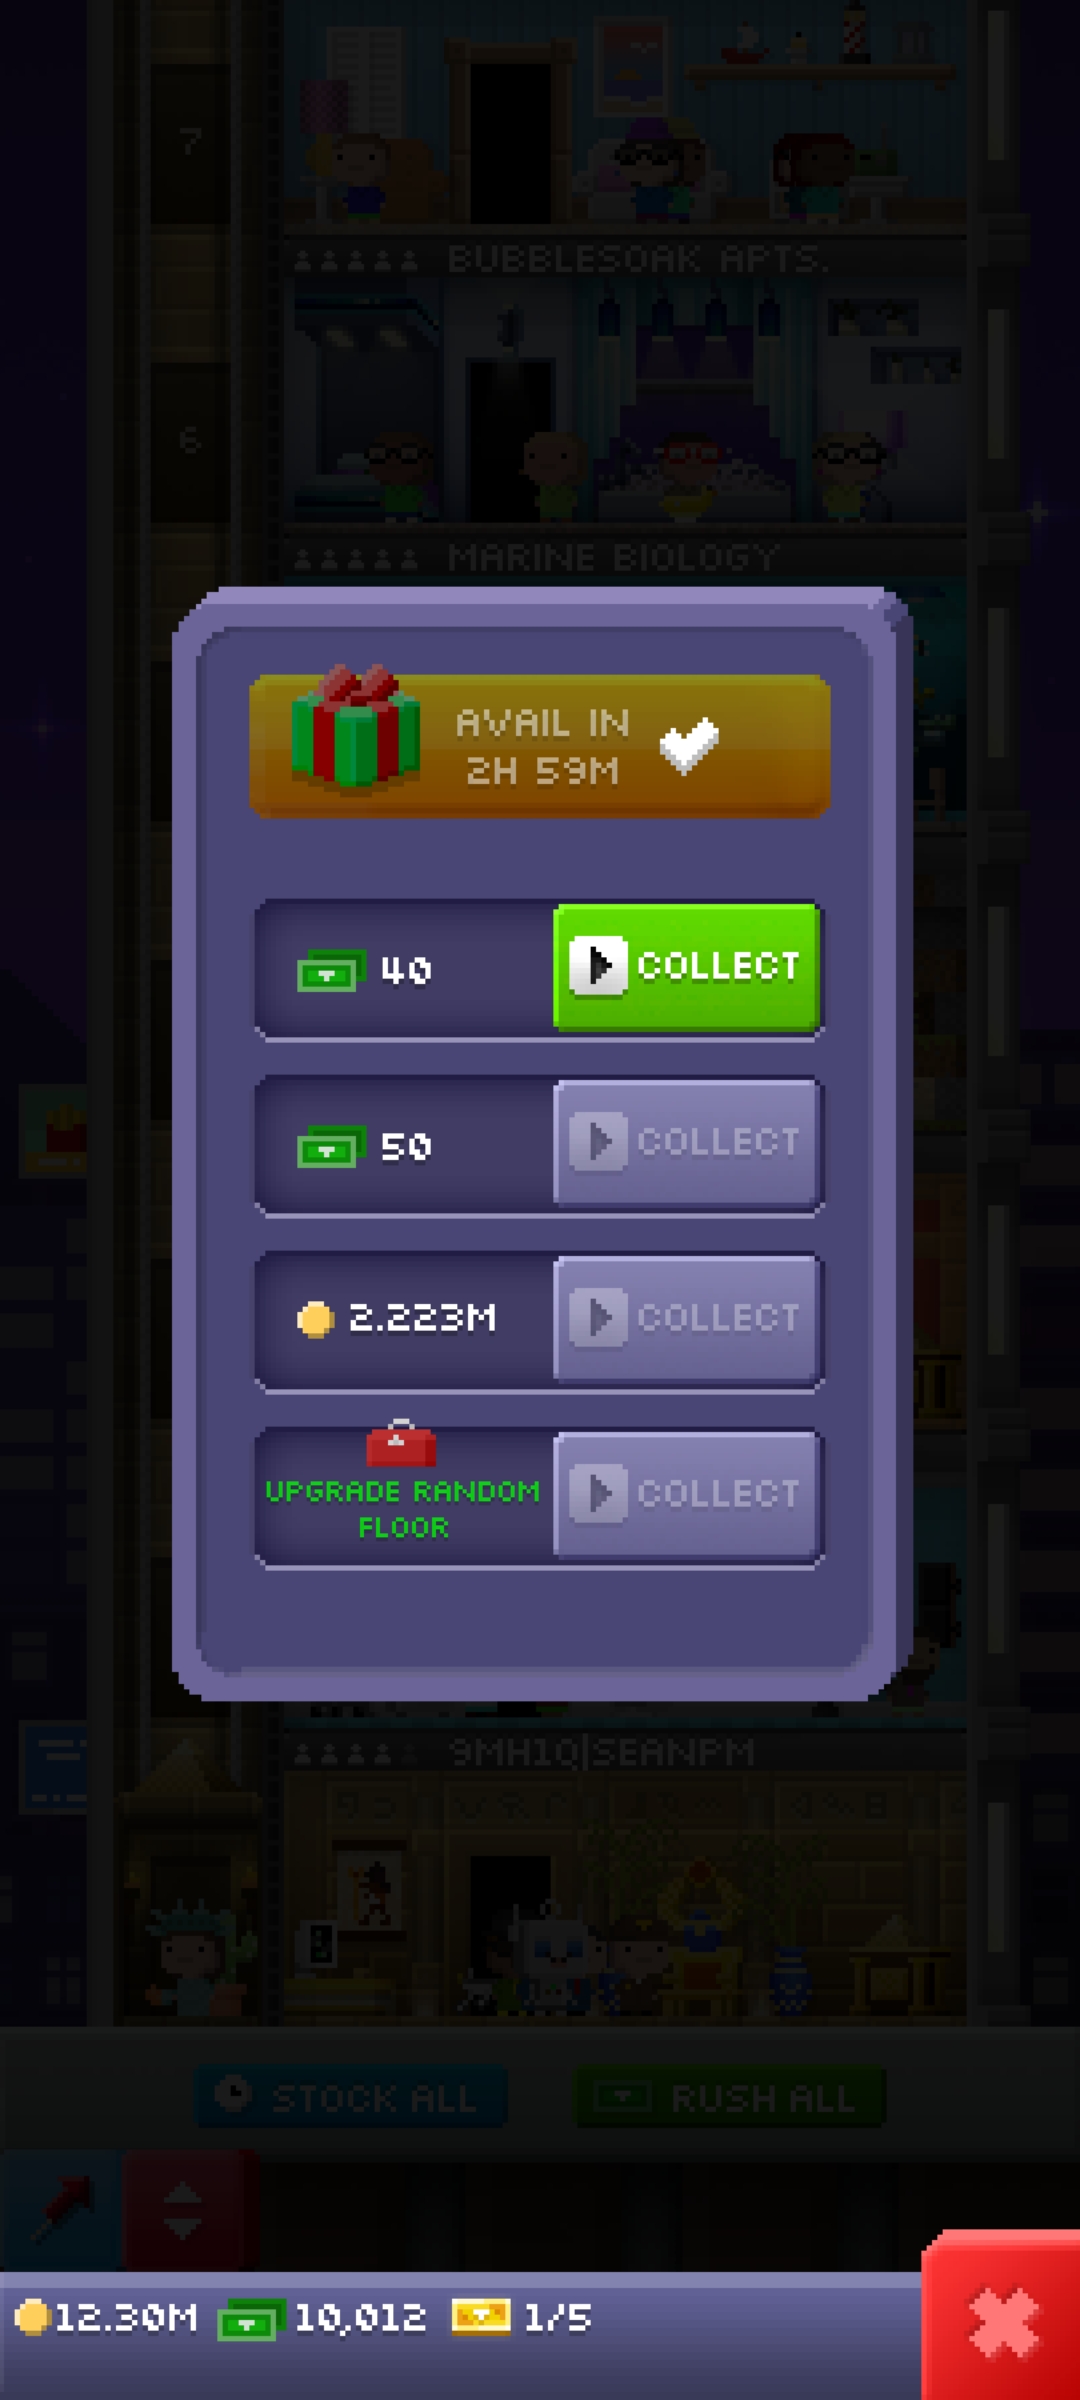 7
BUBBLESOAK APTS.
6
MARINE BIOLOGY
AVAIL IN
2H 59M
40
COLLECT
50
COLLECT
2.223M
COLLECT
UPGRADE RANDOM
FLOOR
COLLECT
9MH1Q|SEANPM
STOCK ALL
RUSH ALL
12.30M 10,012 1/5